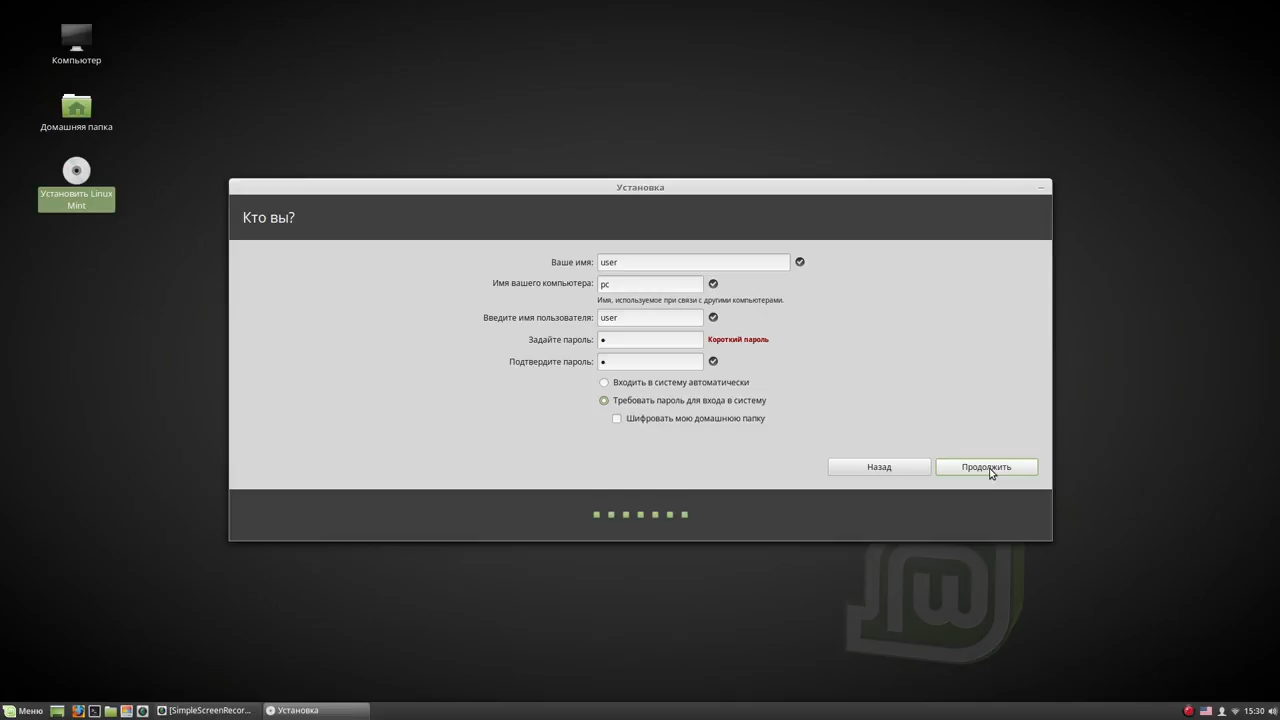 Компьютер
Домашняя папка
Установить Linux
Mint
Установка
Кто вы?
Ваше имя: user
Имя вашего компьютера: pc
Имя, используемое при связи с другими компьютерами.
Введите имя пользователя: user
Задайте пароль: ● Короткий пароль
Подтвердите пароль: ●
Входить в систему автоматически
Требовать пароль для входа в систему
Шифровать мою домашнюю папку
Назад Продолжить
Меню [SimpleScreenRecor... Установка 15:30